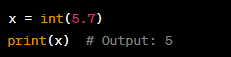 x = int(5.7)
print(x)  # Output: 5